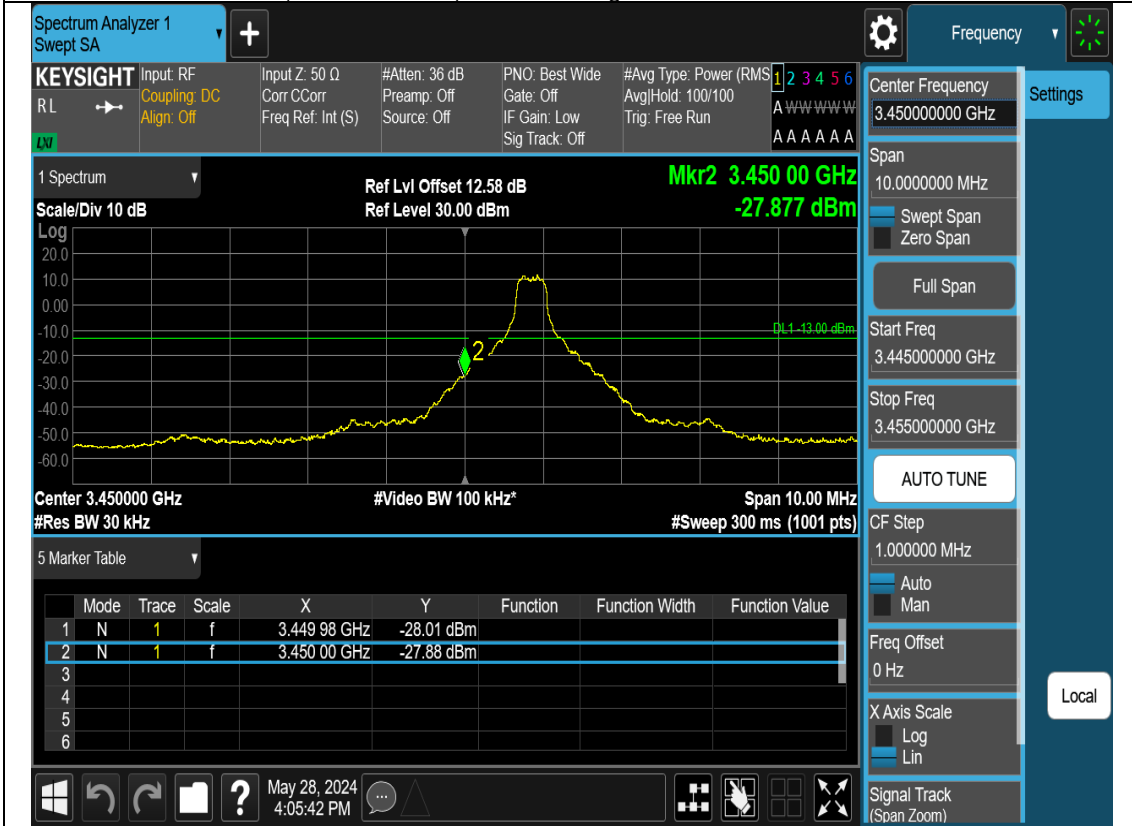 Spectrum Analyzer 1
Swept SA
+
Frequency
KEYSIGHT
R L
LXI
Input: RF
Coupling: DC
Align: Off
Input Z: 50 Ω
Corr CCorr
Freq Ref: Int (S)
#Atten: 36 dB
Preamp: Off
Source: Off
PNO: Best Wide
Gate: Off
IF Gain: Low
Sig Track: Off
#Avg Type: Power (RMS
Avg|Hold: 100/100
Trig: Free Run
1 2 3 4 5 6
A W W W W W
A A A A A A
1 Spectrum
Scale/Div 10 dB
Ref Lvl Offset 12.58 dB
Ref Level 30.00 dBm
Mkr2 3.450 00 GHz
-27.877 dBm
Log
20.0
10.0
0.00
-10.0
-20.0
-30.0
-40.0
-50.0
-60.0
DL1 -13.00 dBm
2
Center 3.450000 GHz
#Video BW 100 kHz*
Span 10.00 MHz
#Res BW 30 kHz
#Sweep 300 ms (1001 pts)
5 Marker Table
Mode Trace Scale X Y Function Function Width Function Value
1 N 1 f 3.449 98 GHz -28.01 dBm
2 N 1 f 3.450 00 GHz -27.88 dBm
3
4
5
6
?
May 28, 2024
4:05:42 PM
Center Frequency
3.450000000 GHz
Span
10.0000000 MHz
Swept Span
Zero Span
Full Span
Start Freq
3.445000000 GHz
Stop Freq
3.455000000 GHz
AUTO TUNE
CF Step
1.000000 MHz
Auto
Man
Freq Offset
0 Hz
X Axis Scale
Log
Lin
Signal Track
(Span Zoom)
Settings
Local